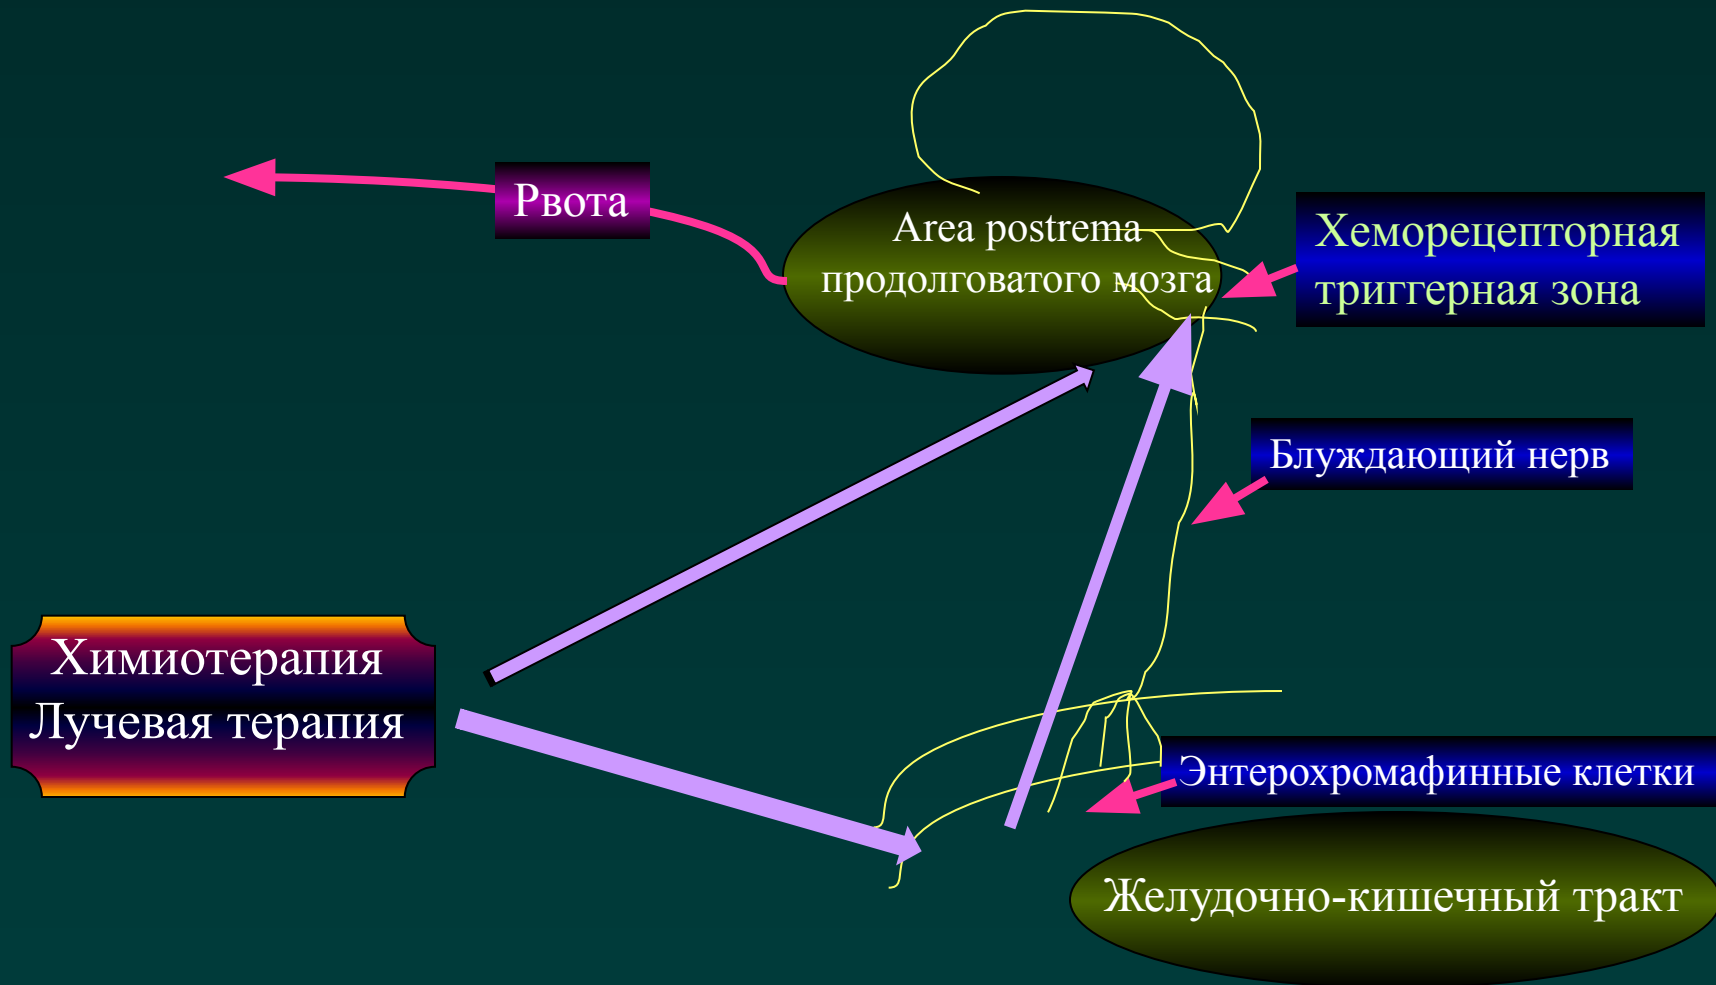 Рвота
Area postrema
продолговатого мозга
Хеморецепторная
триггерная зона
Блуждающий нерв
Химиотерапия
Лучевая терапия
Энтерохромафинные клетки
Желудочно-кишечный тракт